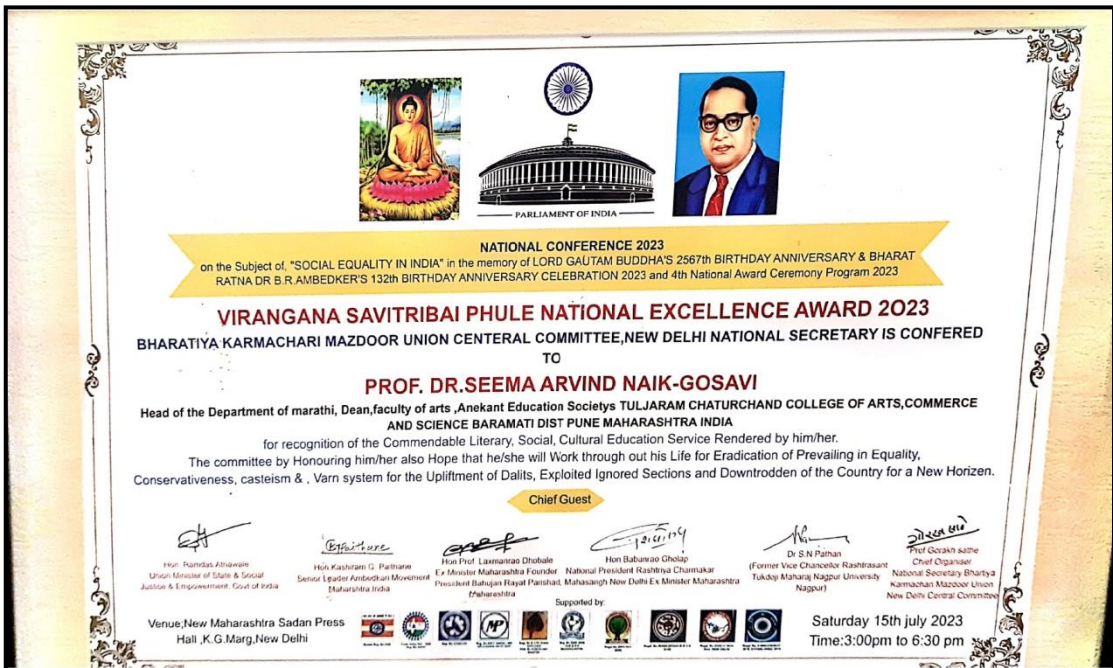 PARLIAMENT OF INDIA
NATIONAL CONFERENCE 2023
on the Subject of, "SOCIAL EQUALITY IN INDIA" in the memory of LORD GAUTAM BUDDHA'S 2567th BIRTHDAY ANNIVERSARY & BHARAT
RATNA DR B.R.AMBEDKER'S 132th BIRTHDAY ANNIVERSARY CELEBRATION 2023 and 4th National Award Ceremony Program 2023
VIRANGANA SAVITRIBAI PHULE NATIONAL EXCELLENCE AWARD 2023
BHARATIYA KARMACHARI MAZDOOR UNION CENTERAL COMMITTEE,NEW DELHI NATIONAL SECRETARY IS CONFERED
TO
PROF. DR.SEEMA ARVIND NAIK-GOSAVI
Head of the Department of marathi, Dean,faculty of arts ,Anekant Education Societys TULJARAM CHATURCHAND COLLEGE OF ARTS,COMMERCE
AND SCIENCE BARAMATI DIST PUNE MAHARASHTRA INDIA
for recognition of the Commendable Literary, Social, Cultural Education Service Rendered by him/her.
The committee by Honouring him/her also Hope that he/she will Work through out his Life for Eradication of Prevailing in Equality,
Conservativeness, casteism & , Varn system for the Upliftment of Dalits, Exploited Ignored Sections and Downtrodden of the Country for a New Horizen.
Chief Guest
Hon. Ramdas Athawale
Union Minister of State & Social
Justice & Empowerment, Govt of India
Hon.Kashiram G. Paithane
Senior Leader Ambedkari Movement
Maharshtra India
Hon Prof. Laxmanrao Dhobale
Ex Minister Maharashtra Founder
President Bahujan Rayat Parishad,
Maharashtra
Hon Babanrao Gholap
National President Rashtriya Charmakar
Mahasangh New Delhi Ex Minister Maharashtra
Dr S.N Pathan
(Former Vice Chancellor Rashtrasant
Tukdoji Maharaj Nagpur University
Nagpur)
Prof Gorakh sathe
Chief Organiser
National Secretary Bhartiya
Karmachari Mazdoor Union
New Delhi Central Committee
Supported by:
Venue;New Maharashtra Sadan Press
Hall ,K.G.Marg,New Delhi
Saturday 15th july 2023
Time:3:00pm to 6:30 pm